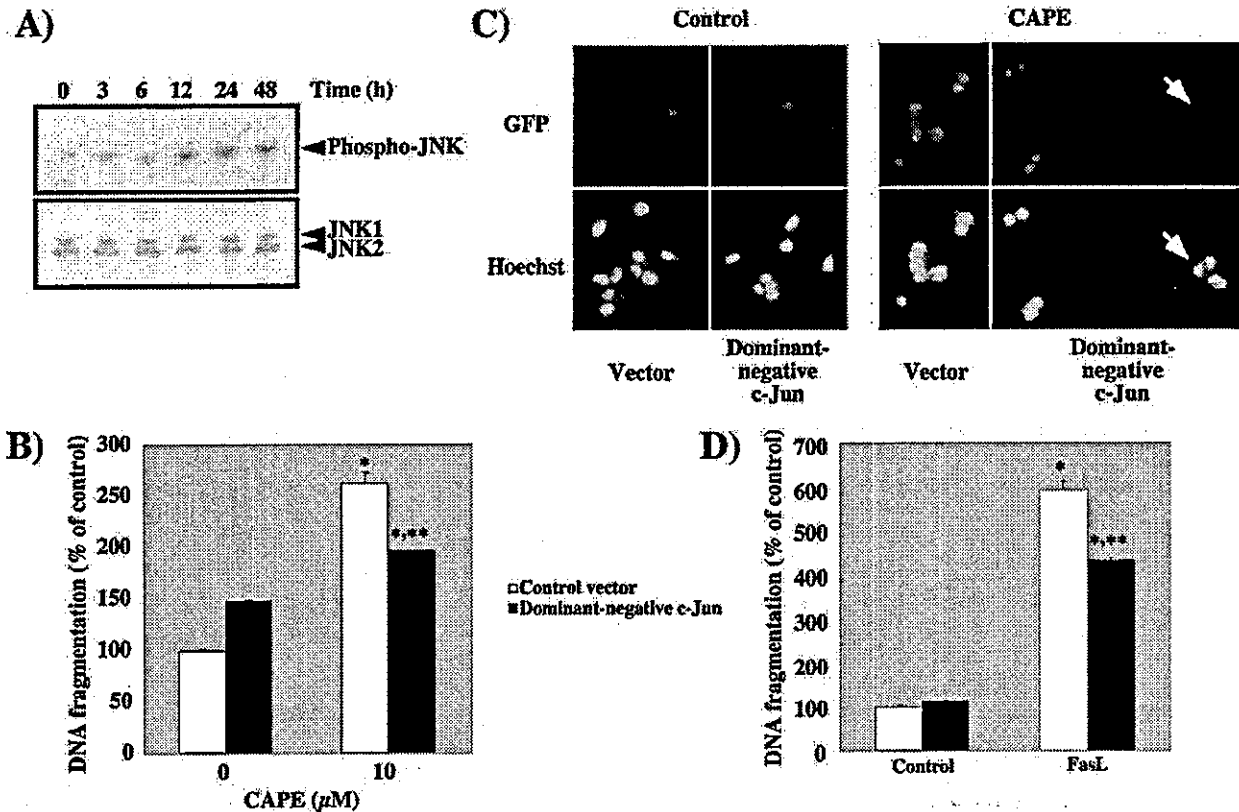 A)
0 3 6 12 24 48 Time (h)
Phospho-JNK
JNK1
JNK2
C)
Control
CAPE
GFP
Hoechst
Vector
Dominant-
negative
c-Jun
Vector
Dominant-
negative
c-Jun
B)
DNA fragmentation (% of control)
300
250
200
150
100
50
0
*
*,**
0
10
CAPE (μM)
Control vector
Dominant-negative c-Jun
D)
DNA fragmentation (% of control)
700
600
500
400
300
200
100
0
*
*,**
Control
FasL